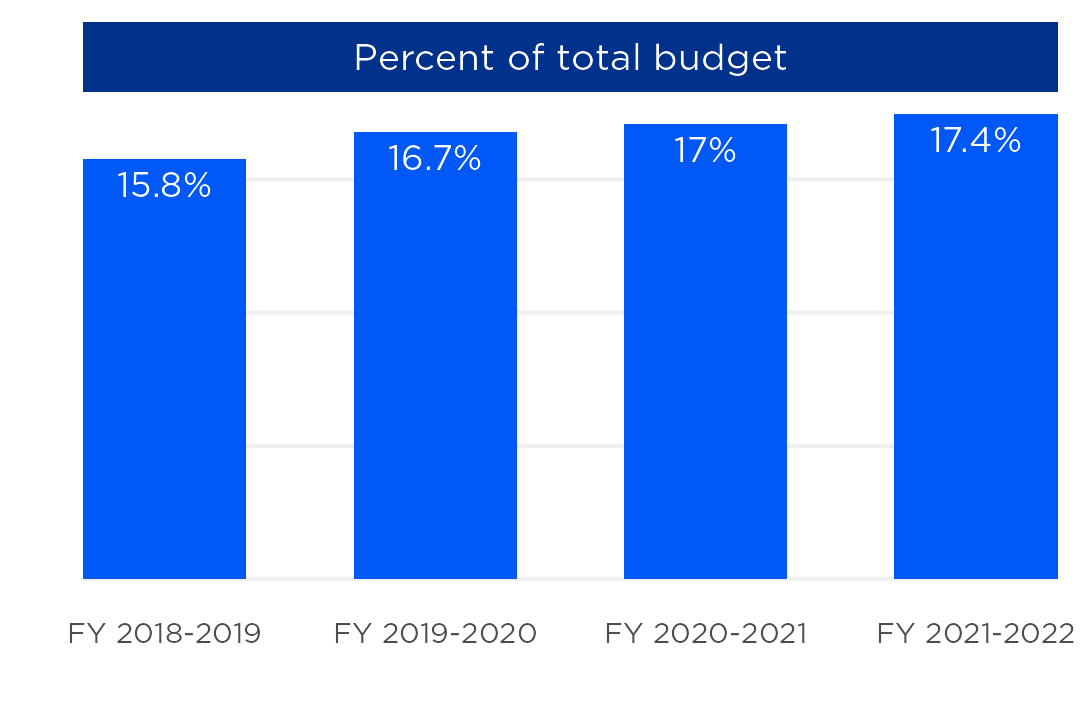 Percent of total budget
15.8%
16.7%
17%
17.4%
FY 2018-2019
FY 2019-2020
FY 2020-2021
FY 2021-2022